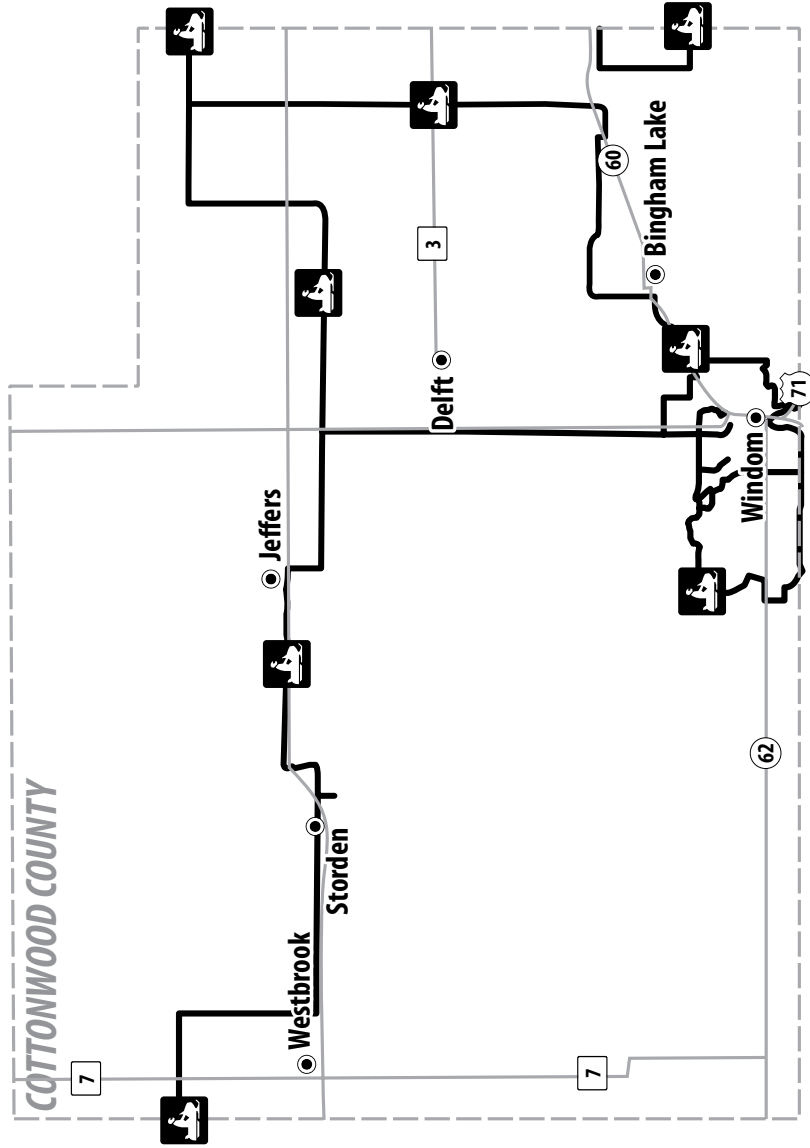 COTTONWOOD COUNTY
7
Westbrook
Storden
Jeffers
Delft
3
60
Bingham Lake
Windom
71
62
7